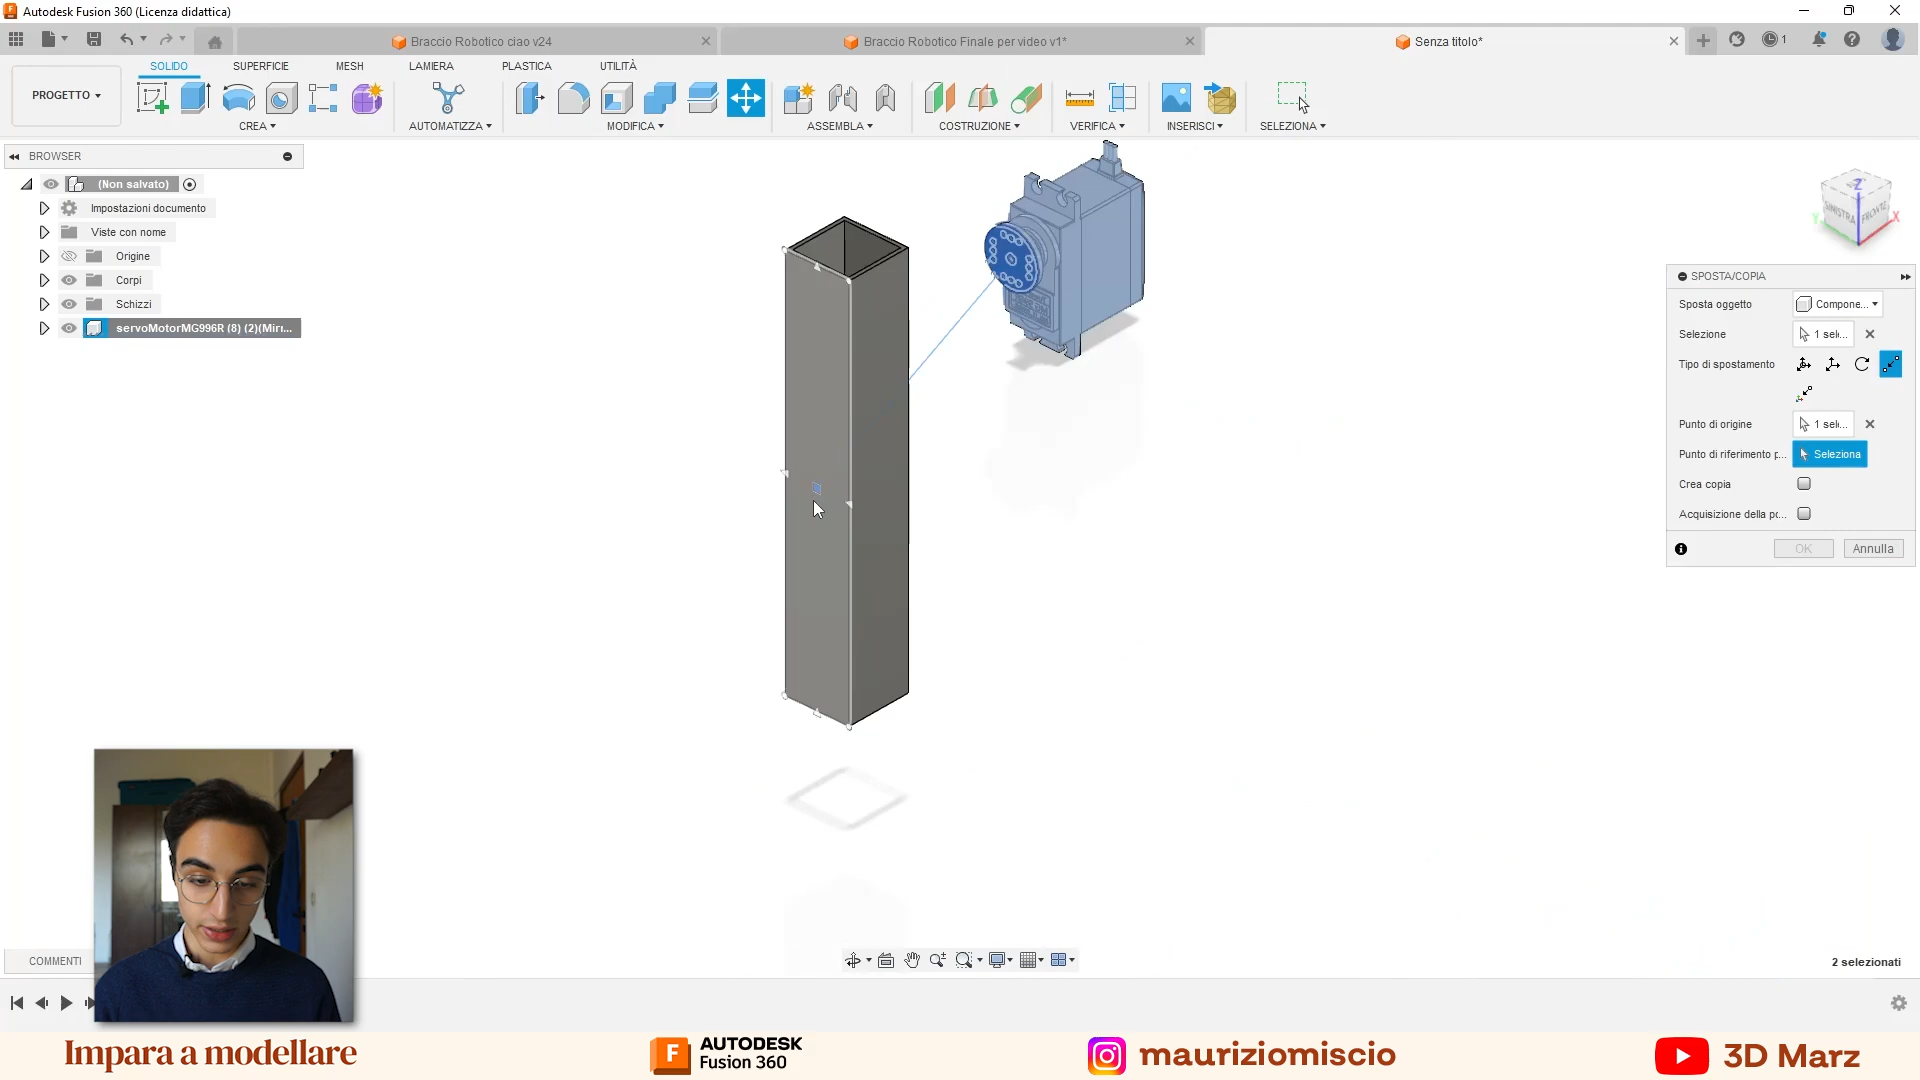 Autodesk Fusion 360 (Licenza didattica)
Braccio Robotico ciao v24
Braccio Robotico Finale per video v1*
Senza titolo*
1
PROGETTO
SOLIDO
SUPERFICIE
MESH
LAMIERA
PLASTICA
UTILITÀ
CREA
AUTOMATIZZA
MODIFICA
ASSEMBLA
COSTRUZIONE
VERIFICA
INSERISCI
SELEZIONA
BROWSER
(Non salvato)
Impostazioni documento
Viste con nome
Origine
Corpi
Schizzi
servoMotorMG996R (8) (2)(Mirr...
Z
SINISTRA
FRONTE
Y
X
SPOSTA/COPIA
Sposta oggetto
Compone...
Selezione
1 sel...
Tipo di spostamento
Punto di origine
1 sel...
Punto di riferimento p...
Seleziona
Crea copia
Acquisizione della po...
OK
Annulla
COMMENTI
2 selezionati
Impara a modellare
F
AUTODESK
Fusion 360
mauriziomiscio
3D Marz